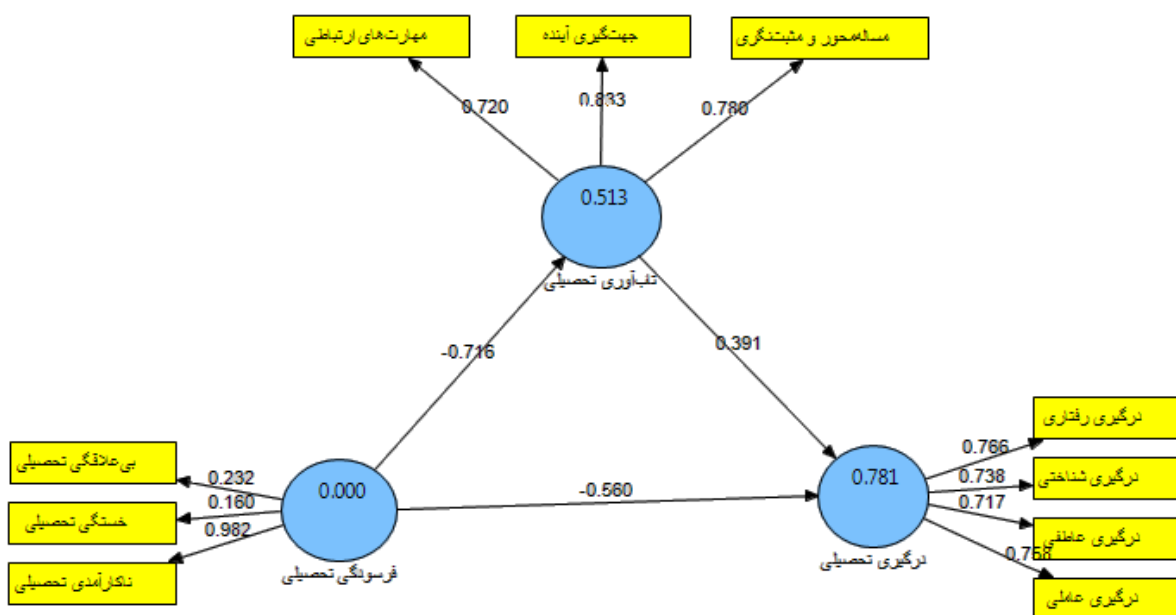 مهارت‌های ارتباطی
جهت‌گیری آینده
مساله‌محور و مثبت‌نگری
0.720
0.833
0.780
0.513
تاب‌آوری تحصیلی
-0.716
0.391
بی‌علاقگی تحصیلی
خستگی تحصیلی
ناکارآمدی تحصیلی
0.232
0.160
0.982
0.000
فرسودگی تحصیلی
-0.560
0.781
درگیری تحصیلی
0.766
0.738
0.717
0.758
درگیری رفتاری
درگیری شناختی
درگیری عاطفی
درگیری عاملی